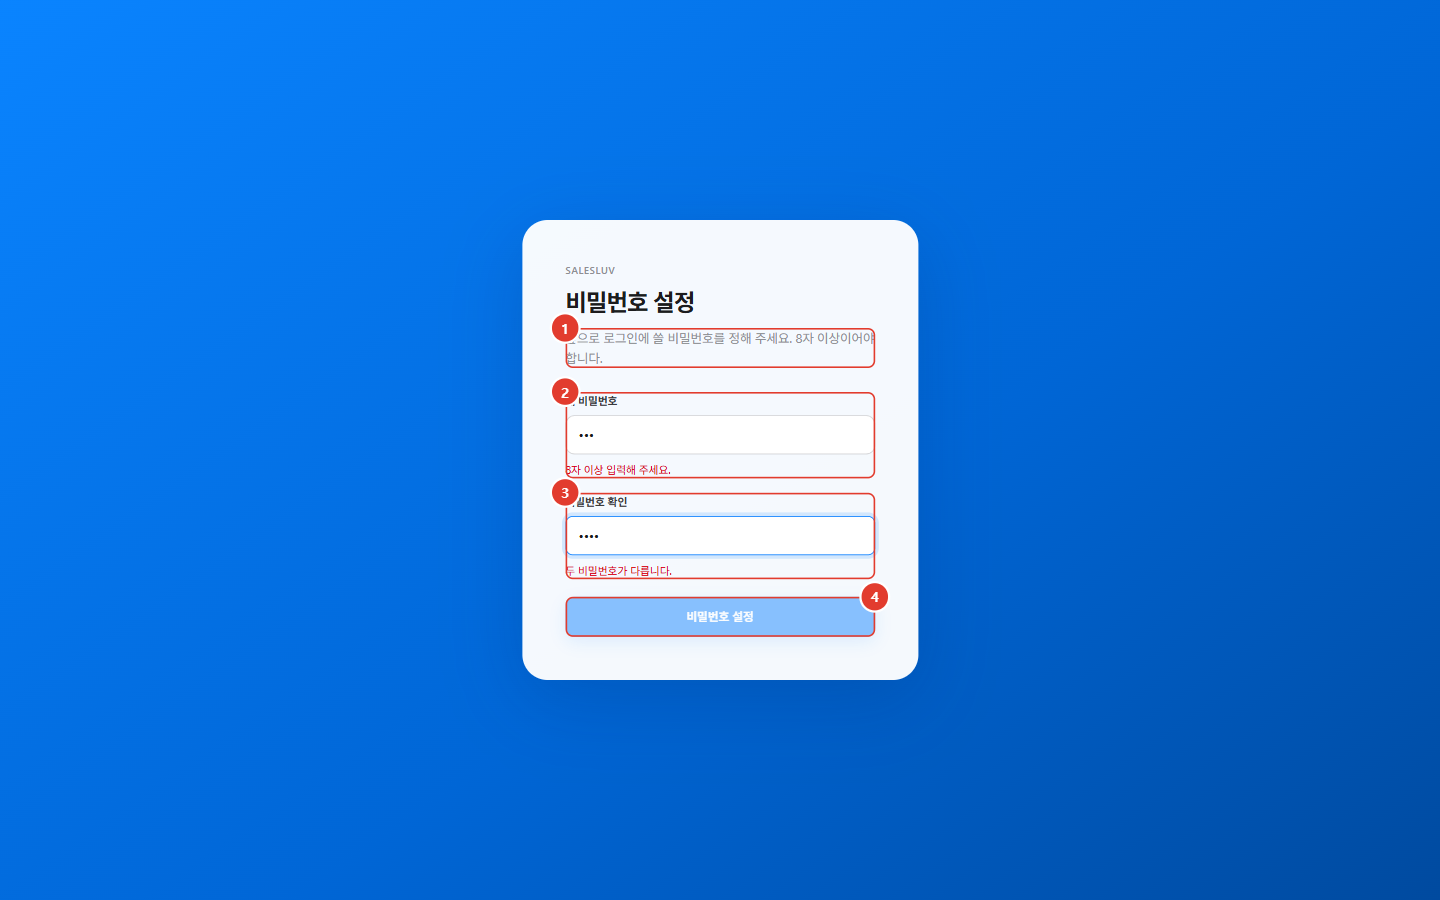 SALESLUV
비밀번호 설정
1
으로 로그인에 쓸 비밀번호를 정해 주세요. 8자 이상이어야
합니다.
2
비밀번호
•••
8자 이상 입력해 주세요.
3
비밀번호 확인
••••
두 비밀번호가 다릅니다.
4
비밀번호 설정